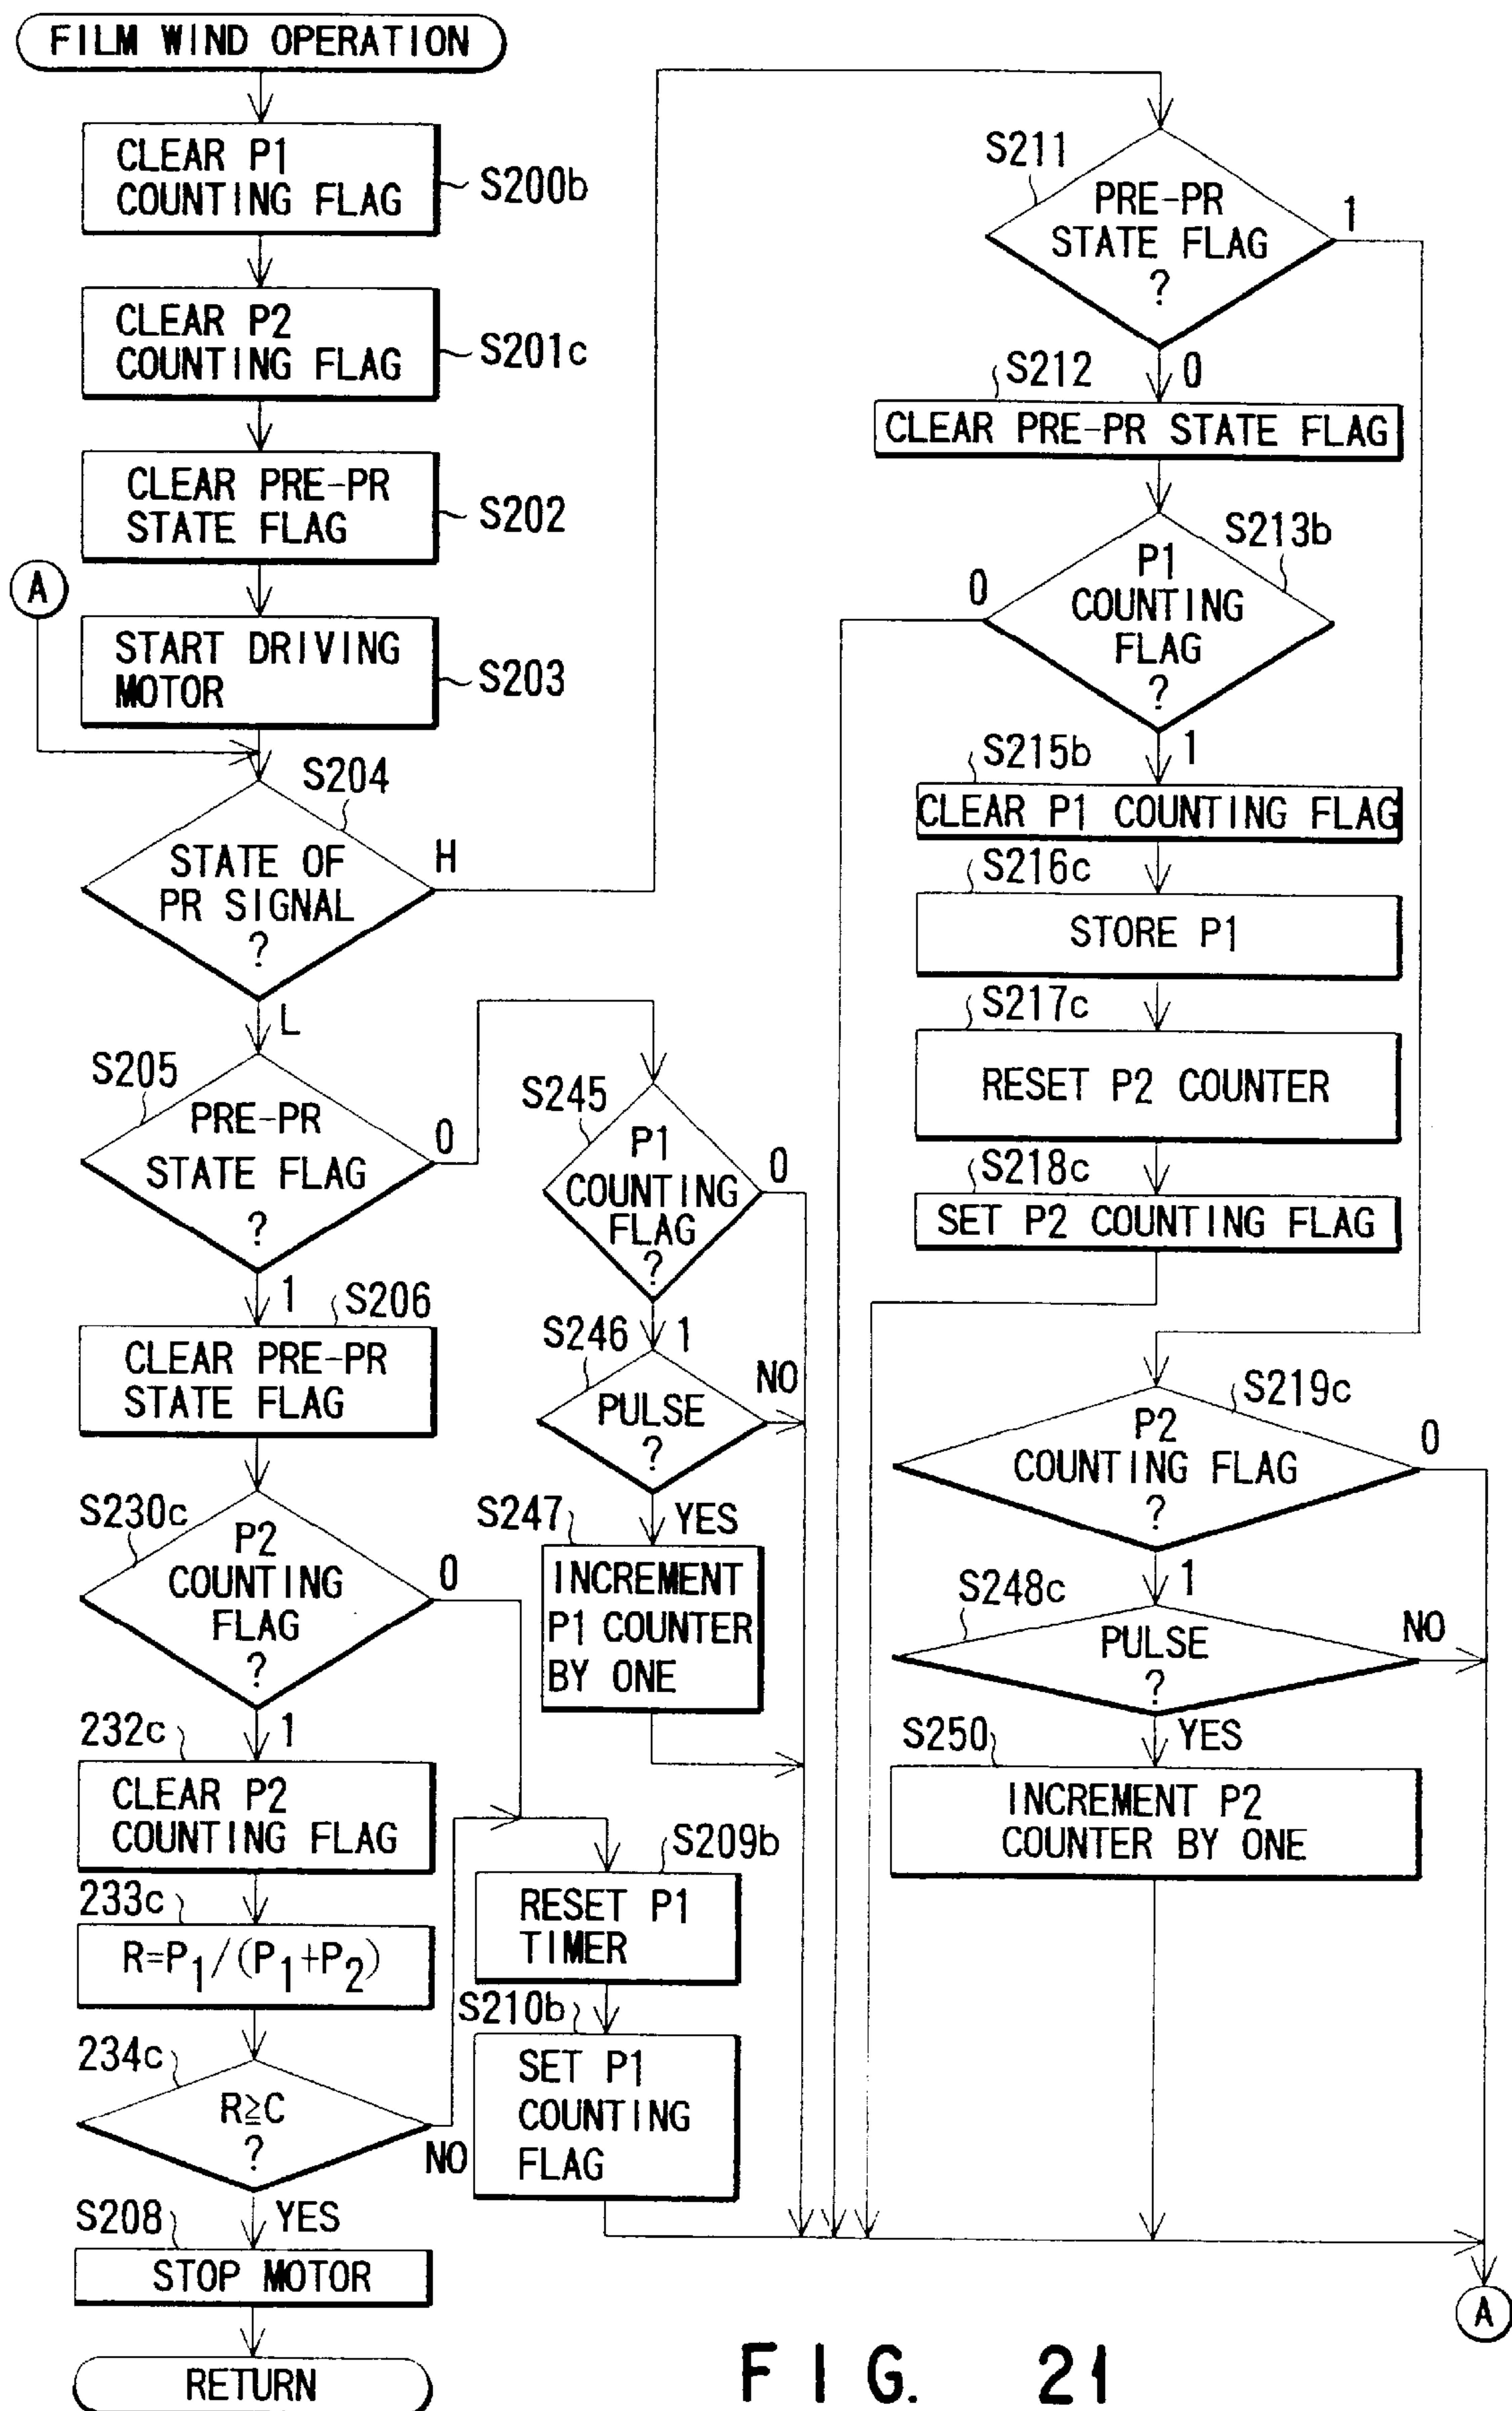 FILM WIND OPERATION
CLEAR P1
COUNTING FLAG
S200b
CLEAR P2
COUNTING FLAG
S201c
CLEAR PRE-PR
STATE FLAG
S202
A
START DRIVING
MOTOR
S203
S204
STATE OF
PR SIGNAL
?
H
L
S205
PRE-PR
STATE FLAG
?
0
1
S206
CLEAR PRE-PR
STATE FLAG
S230c
P2
COUNTING
FLAG
?
0
1
232c
CLEAR P2
COUNTING FLAG
233c
R=P1/(P1+P2)
234c
R≧C
?
NO
YES
S208
STOP MOTOR
RETURN
S245
P1
COUNTING
FLAG
?
0
1
S246
PULSE
?
NO
YES
S247
INCREMENT
P1 COUNTER
BY ONE
S209b
RESET P1
TIMER
S210b
SET P1
COUNTING
FLAG
S211
PRE-PR
STATE FLAG
?
1
0
S212
CLEAR PRE-PR STATE FLAG
S213b
P1
COUNTING
FLAG
?
0
1
S215b
CLEAR P1 COUNTING FLAG
S216c
STORE P1
S217c
RESET P2 COUNTER
S218c
SET P2 COUNTING FLAG
S219c
P2
COUNTING FLAG
?
0
1
S248c
PULSE
?
NO
YES
S250
INCREMENT P2
COUNTER BY ONE
A
FIG. 21